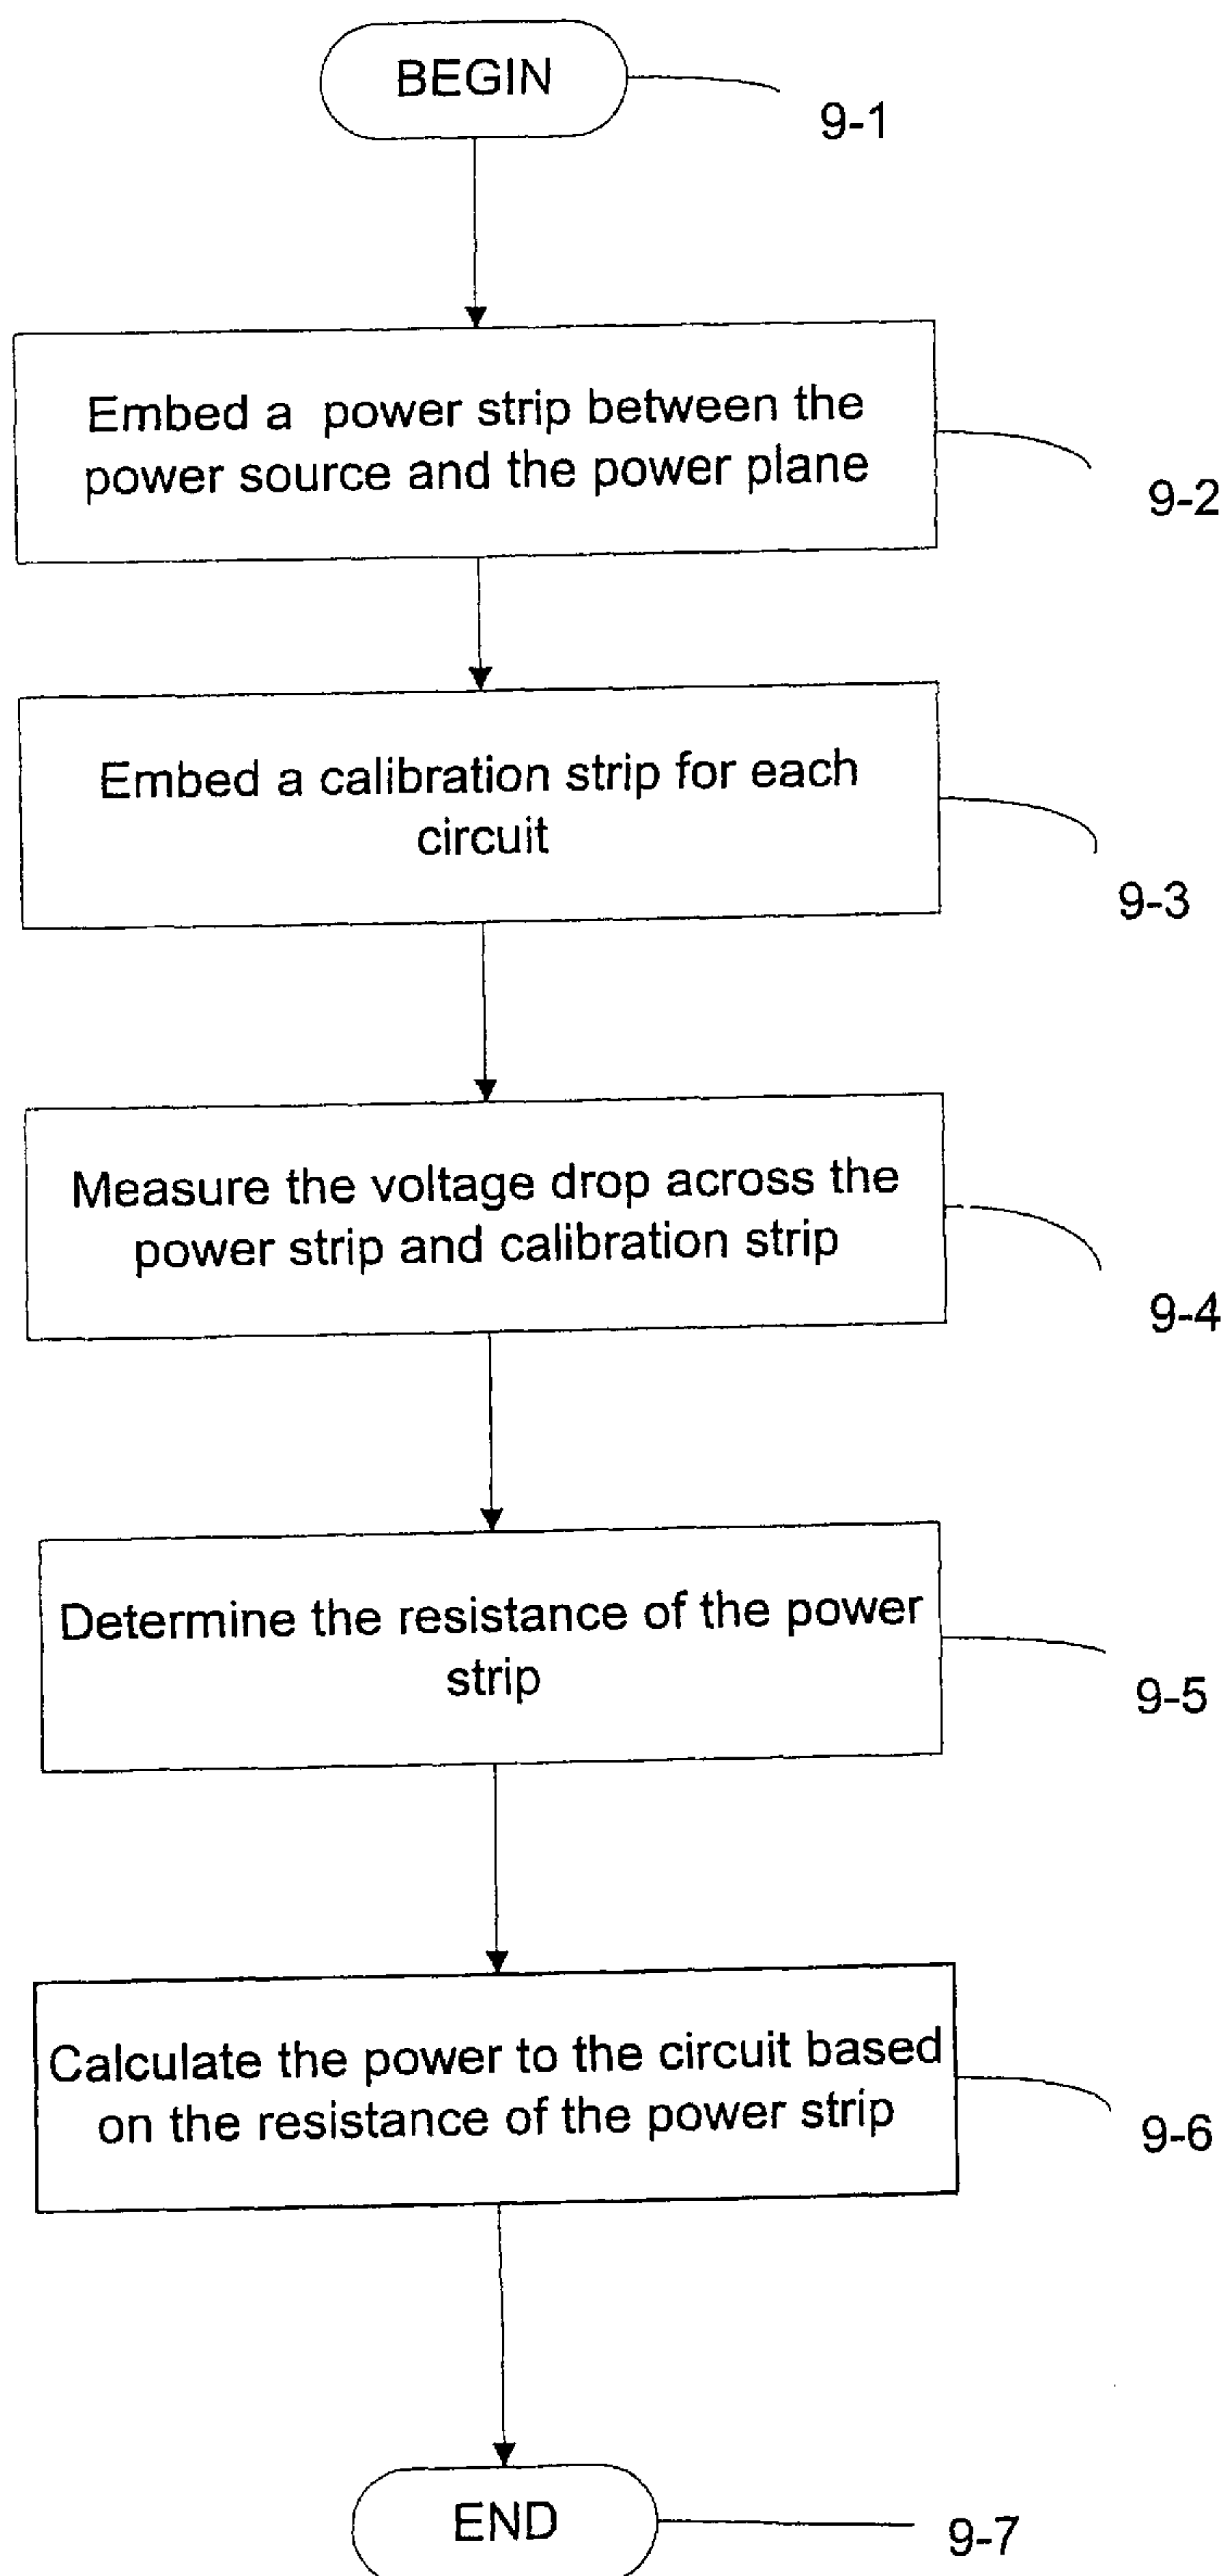 BEGIN
9-1
Embed a power strip between the
power source and the power plane
9-2
Embed a calibration strip for each
circuit
9-3
Measure the voltage drop across the
power strip and calibration strip
9-4
Determine the resistance of the power
strip
9-5
Calculate the power to the circuit based
on the resistance of the power strip
9-6
END
9-7